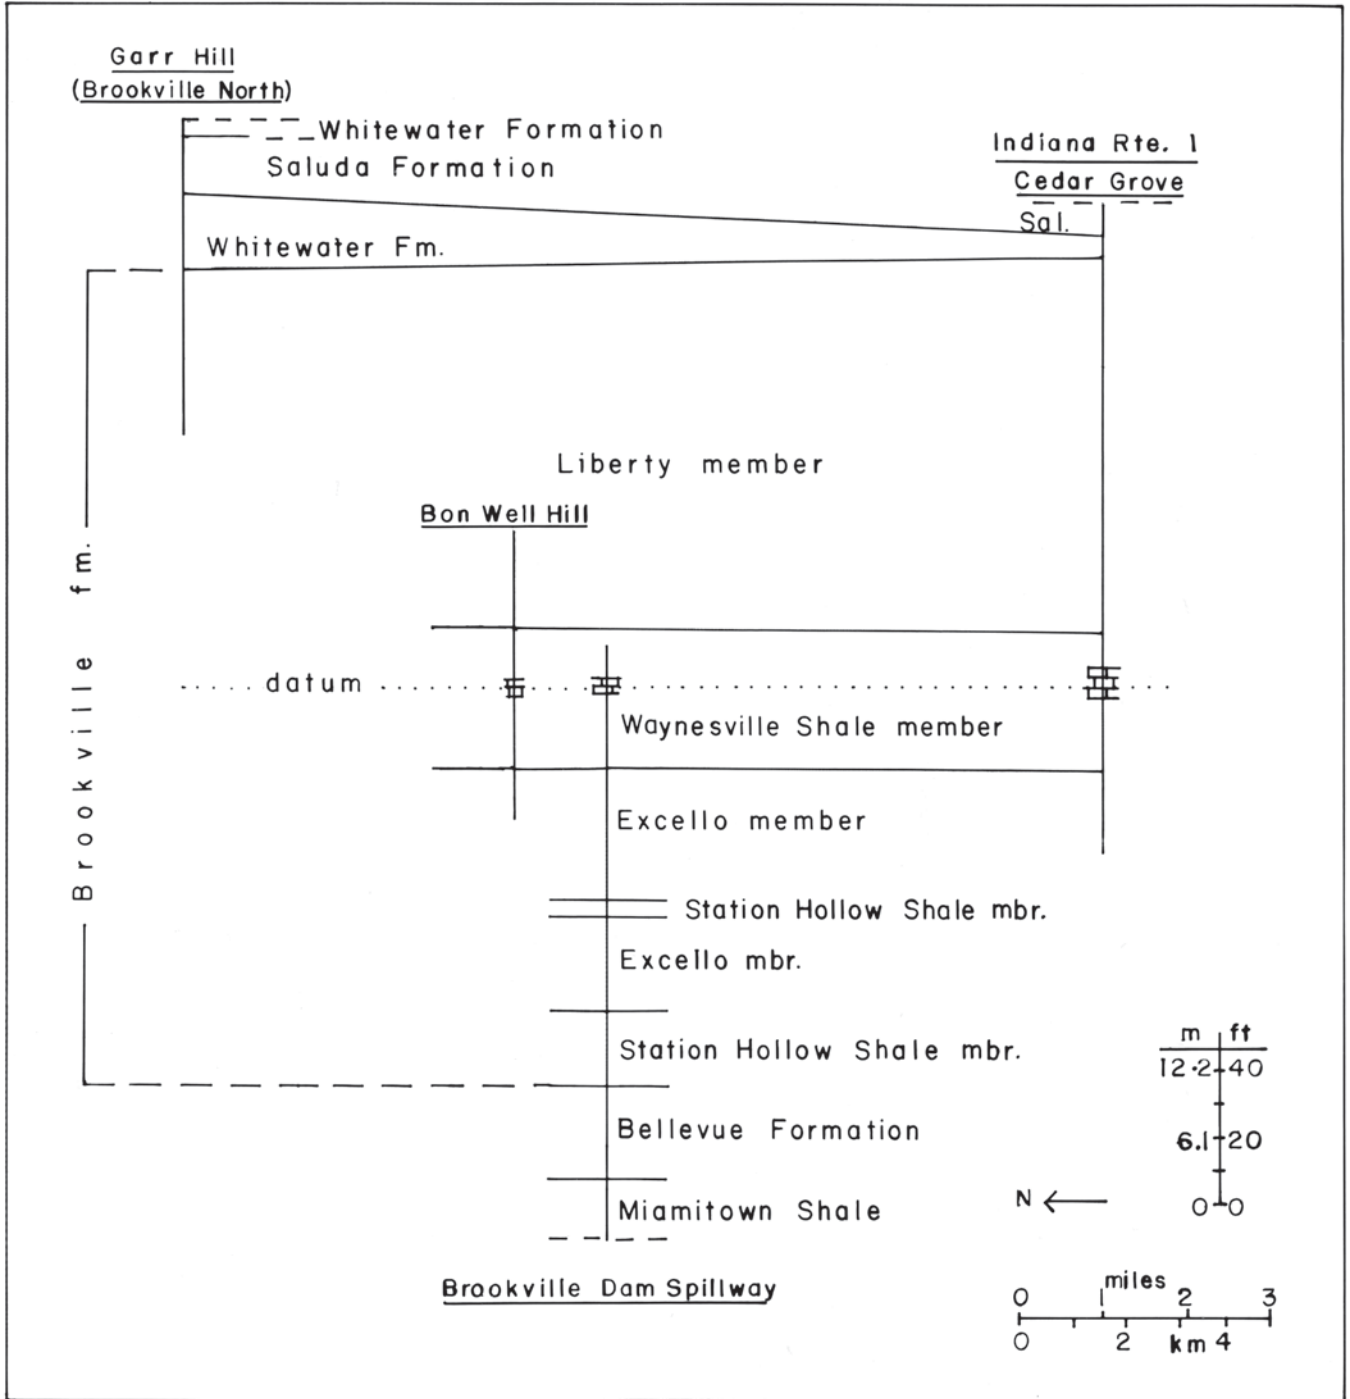 Garr Hill
(Brookville North)
Whitewater Formation
Indiana Rte. 1
Saluda Formation
Cedar Grove
Sal.
Whitewater Fm.
Liberty member
Bon Well Hill
Brookville fm.
datum
Waynesville Shale member
Excello member
Station Hollow Shale mbr.
Excello mbr.
Station Hollow Shale mbr.
m ft
12.2 40
Bellevue Formation
6.1 20
N
0 0
Miamitown Shale
Brookville Dam Spillway
miles
0 1 2 3
0 2 km 4